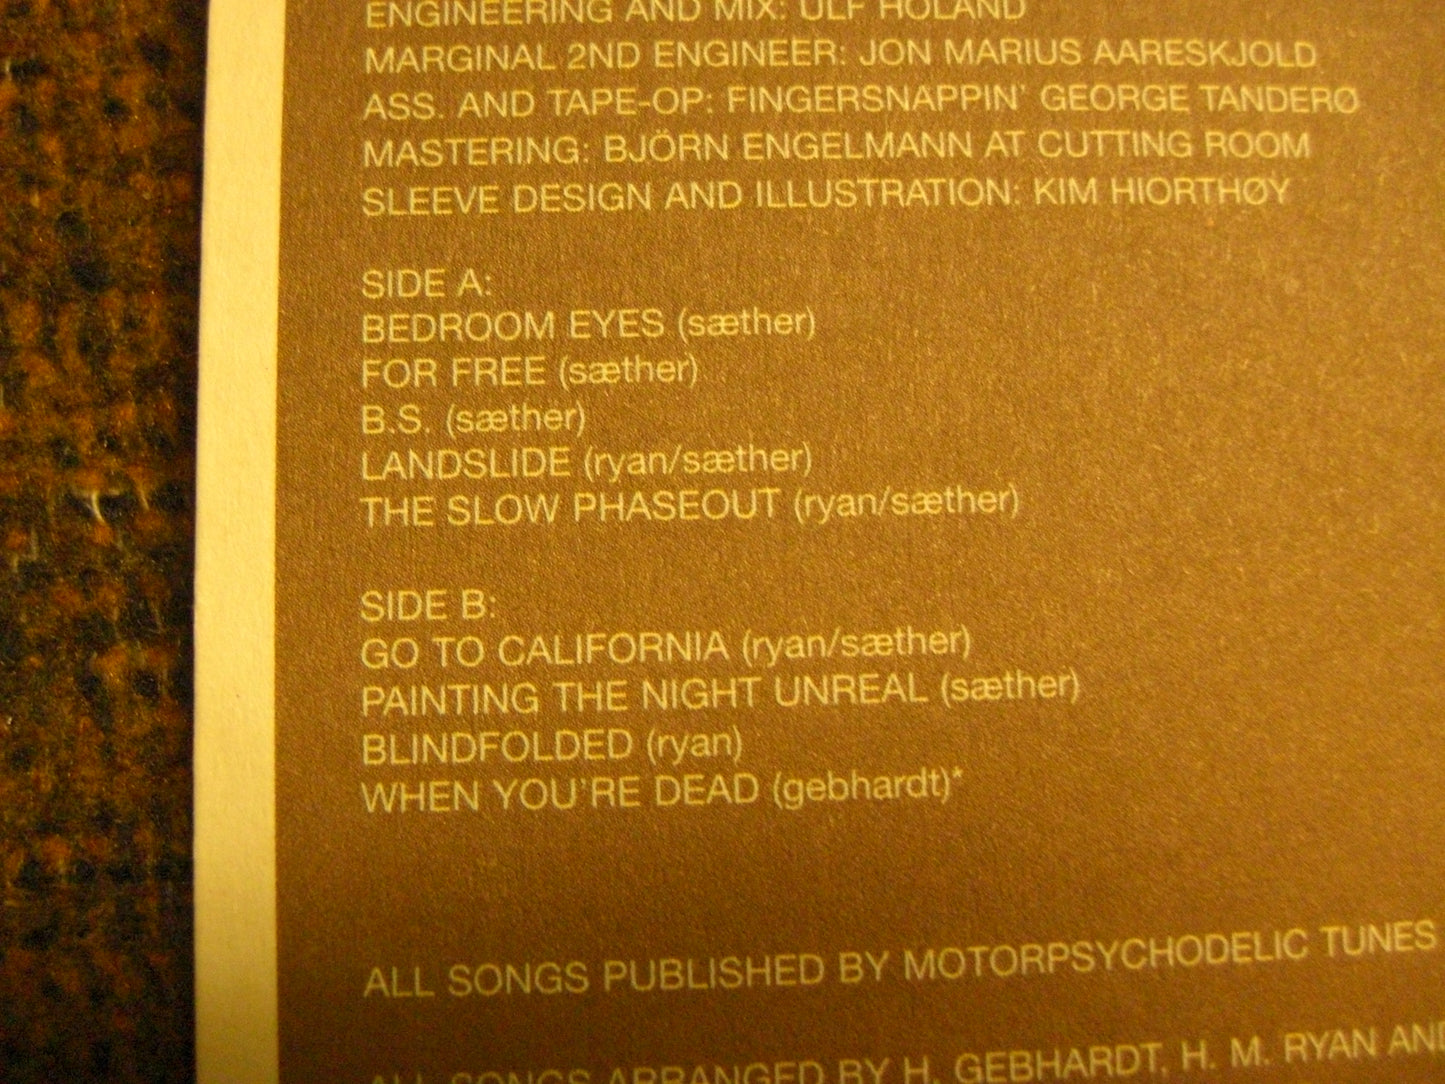 ENGINEERING AND MIX: ULF HOLAND
MARGINAL 2ND ENGINEER: JON MARIUS AARESKJOLD
ASS. AND TAPE-OP: FINGERSNAPPIN' GEORGE TANDERØ
MASTERING: BJÖRN ENGELMANN AT CUTTING ROOM
SLEEVE DESIGN AND ILLUSTRATION: KIM HIORTHØY
SIDE A:
BEDROOM EYES (sæther)
FOR FREE (sæther)
B.S. (sæther)
LANDSLIDE (ryan/sæther)
THE SLOW PHASEOUT (ryan/sæther)
SIDE B:
GO TO CALIFORNIA (ryan/sæther)
PAINTING THE NIGHT UNREAL (sæther)
BLINDFOLDED (ryan)
WHEN YOU'RE DEAD (gebhardt)*
ALL SONGS PUBLISHED BY MOTORPSYCHODELIC TUNES
ALL SONGS ARRANGED BY H. GEBHARDT, H. M. RYAN AND